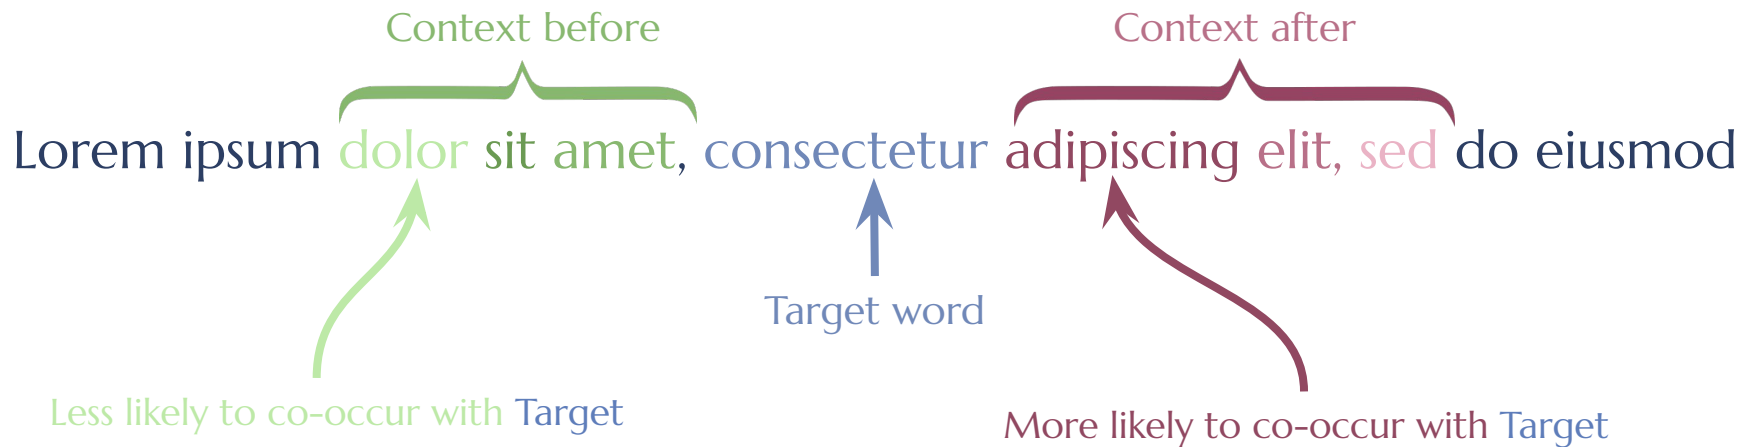 Context before
Context after
Lorem ipsum dolor sit amet, consectetur adipiscing elit, sed do eiusmod
Target word
Less likely to co-occur with Target
More likely to co-occur with Target